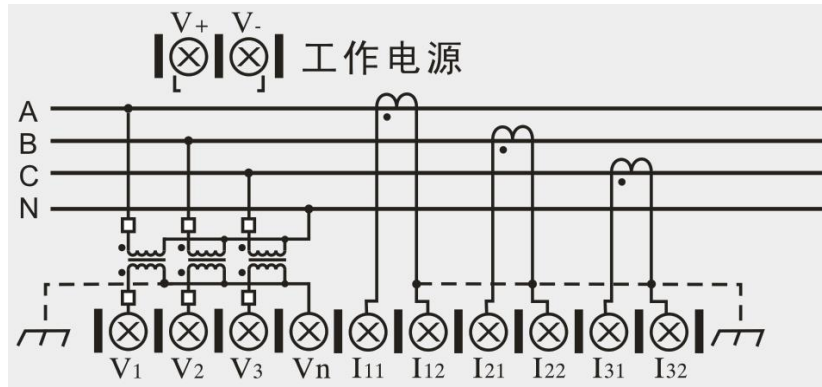 V+ V-
工作电源
A
B
C
N
V1 V2 V3 Vn I11 I12 I21 I22 I31 I32